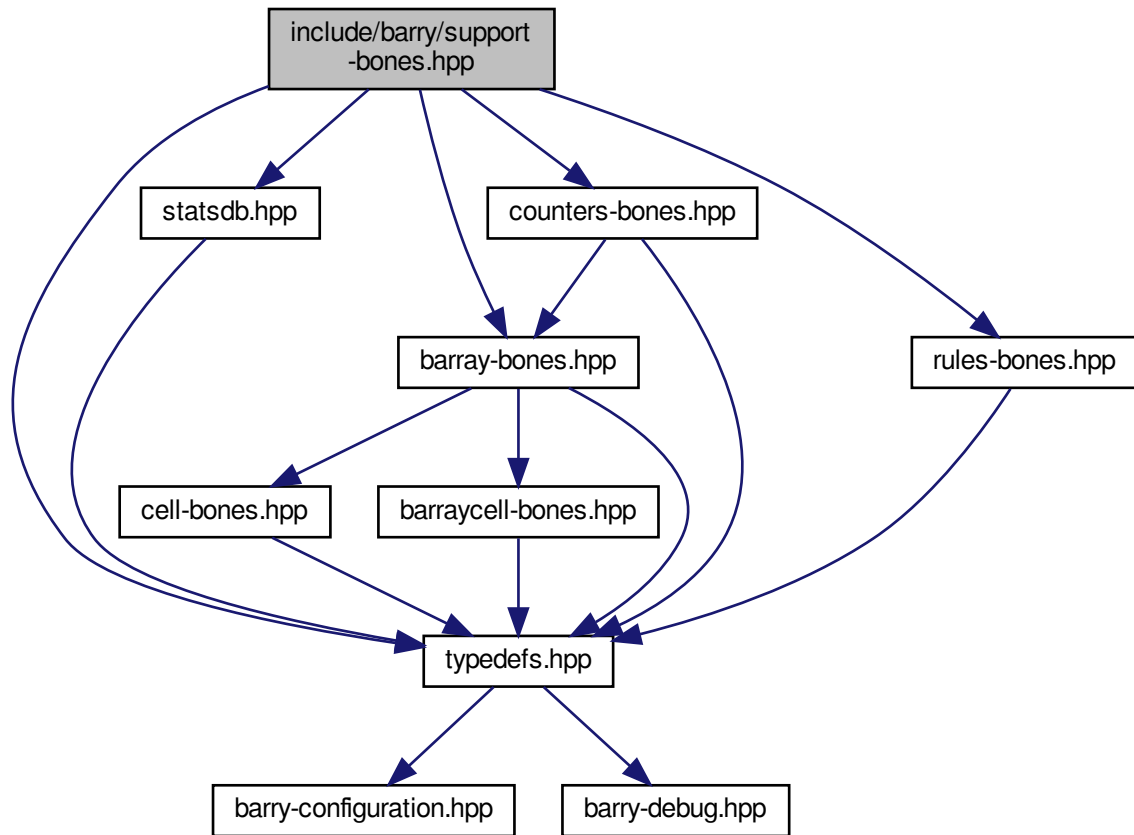 include/barry/support
-bones.hpp
statsdb.hpp
counters-bones.hpp
barray-bones.hpp
rules-bones.hpp
cell-bones.hpp
barraycell-bones.hpp
typedefs.hpp
barry-configuration.hpp
barry-debug.hpp